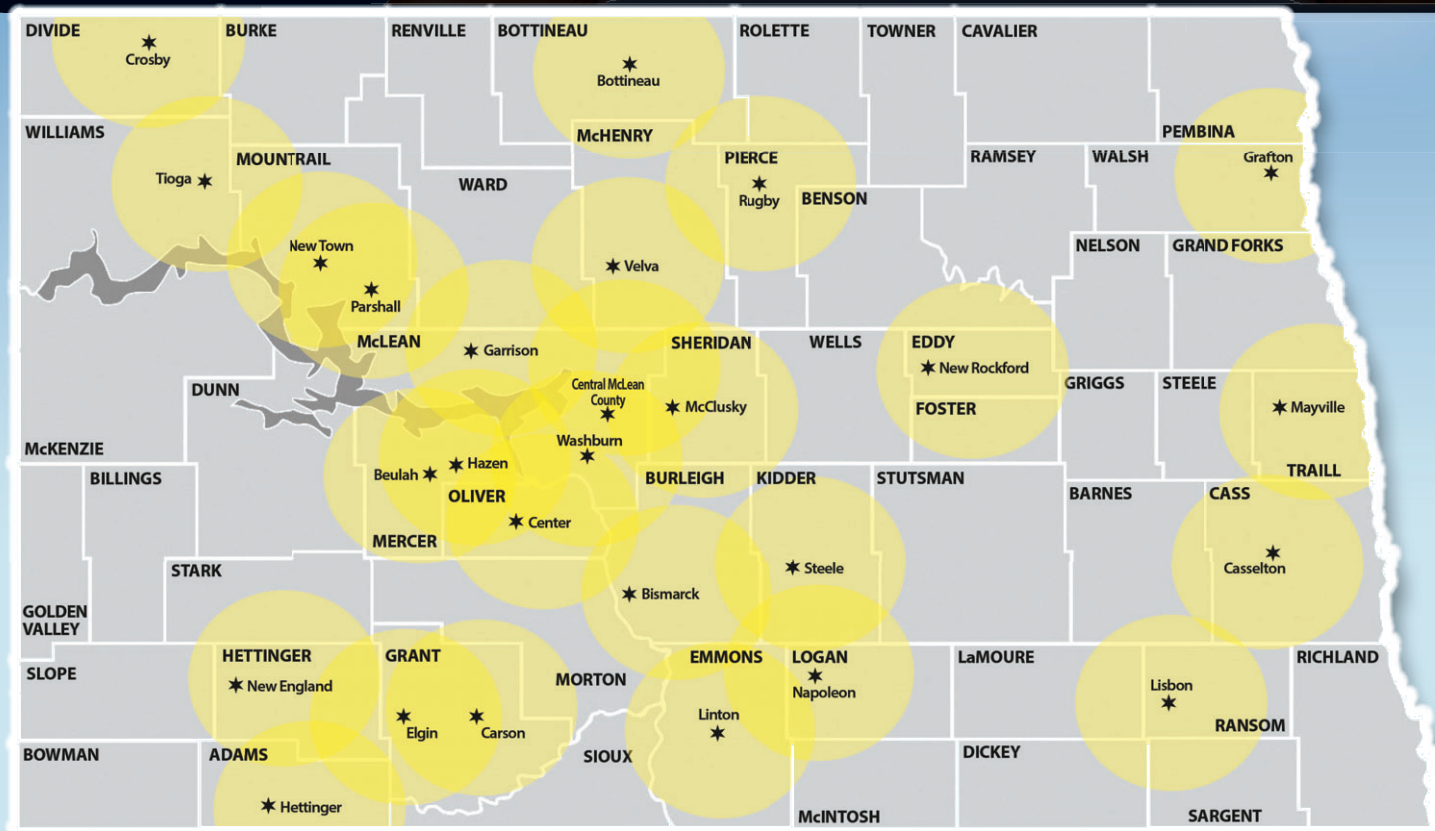 DIVIDE
BURKE
RENVILLE
BOTTINEAU
ROLETTE
TOWNER
CAVALIER
Crosby
Bottineau
WILLIAMS
McHENRY
PEMBINA
MOUNTRAIL
PIERCE
RAMSEY
WALSH
Grafton
Tioga
WARD
Rugby
BENSON
New Town
NELSON
GRAND FORKS
Velva
Parshall
McLEAN
Garrison
SHERIDAN
WELLS
EDDY
New Rockford
DUNN
Central McLean
County
McClusky
GRIGGS
STEELE
FOSTER
Mayville
McKENZIE
Washburn
Beulah
Hazen
TRAILL
BILLINGS
OLIVER
BURLEIGH
KIDDER
STUTSMAN
BARNES
CASS
Center
MERCER
STARK
Steele
Casselton
Bismarck
GOLDEN
VALLEY
SLOPE
HETTINGER
GRANT
EMMONS
LOGAN
LaMOURE
RICHLAND
New England
MORTON
Napoleon
Lisbon
Elgin
Carson
Linton
RANSOM
BOWMAN
ADAMS
SIOUX
DICKEY
Hettinger
McINTOSH
SARGENT